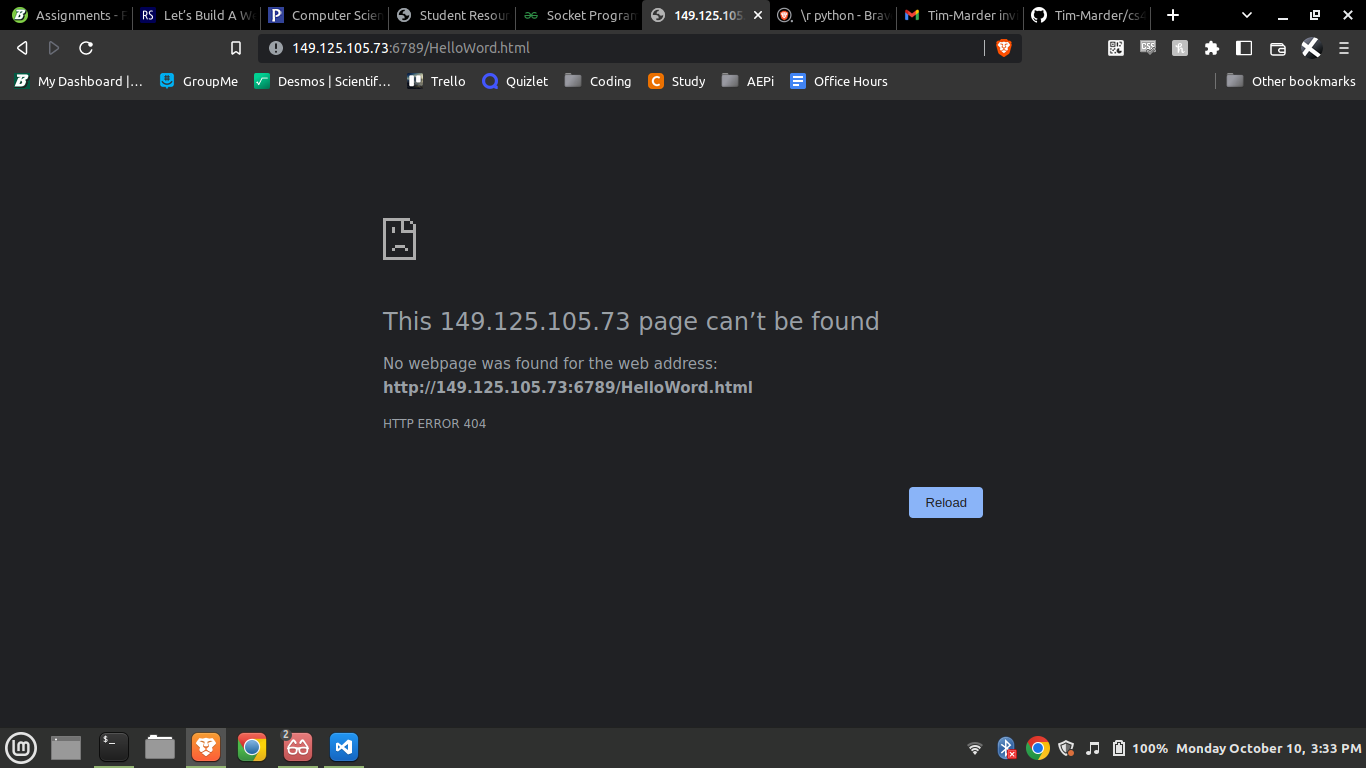 Assignments - F
RS Let's Build A We
Computer Scien
Student Resour
Socket Program
149.125.105
\r python - Brav
Tim-Marder invi
Tim-Marder/cs4
149.125.105.73:6789/HelloWord.html
My Dashboard |...
GroupMe
Desmos | Scientif...
Trello
Quizlet
Coding
Study
AEPi
Office Hours
Other bookmarks
This 149.125.105.73 page can’t be found
No webpage was found for the web address:
http://149.125.105.73:6789/HelloWord.html
HTTP ERROR 404
Reload
$_
2
100% Monday October 10, 3:33 PM